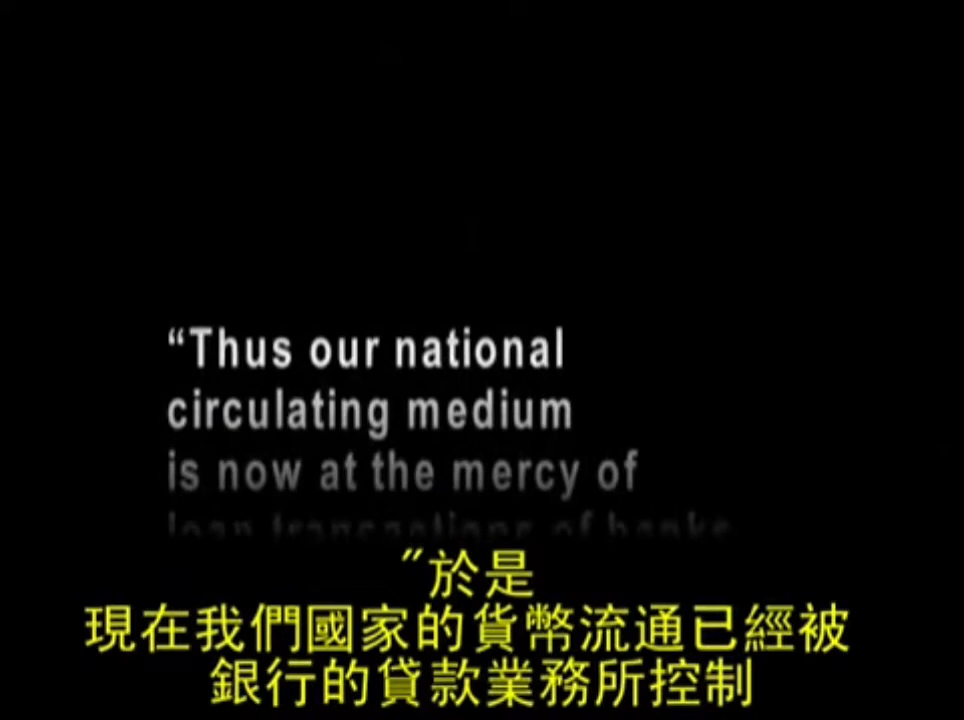 “Thus our national
circulating medium
is now at the mercy of
loan transactions of banks
"於是
現在我們國家的貨幣流通已經被
銀行的貸款業務所控制